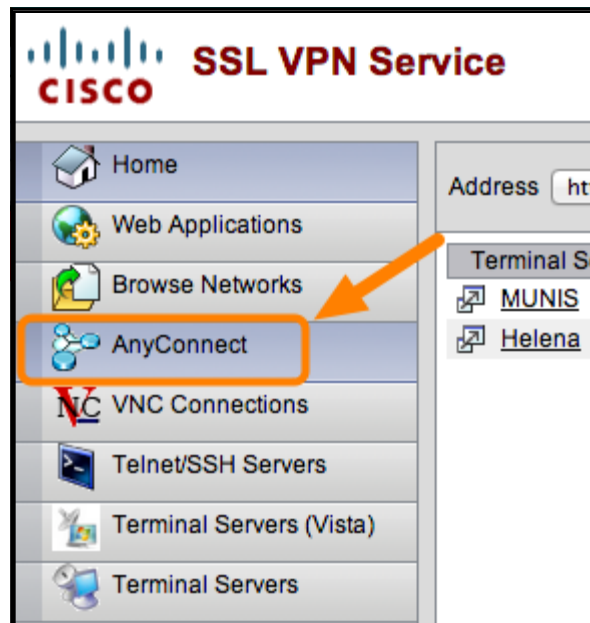 CISCO
SSL VPN Service
Home
Web Applications
Browse Networks
AnyConnect
VNC Connections
Telnet/SSH Servers
Terminal Servers (Vista)
Terminal Servers
Address
Terminal
MUNIS
Helena